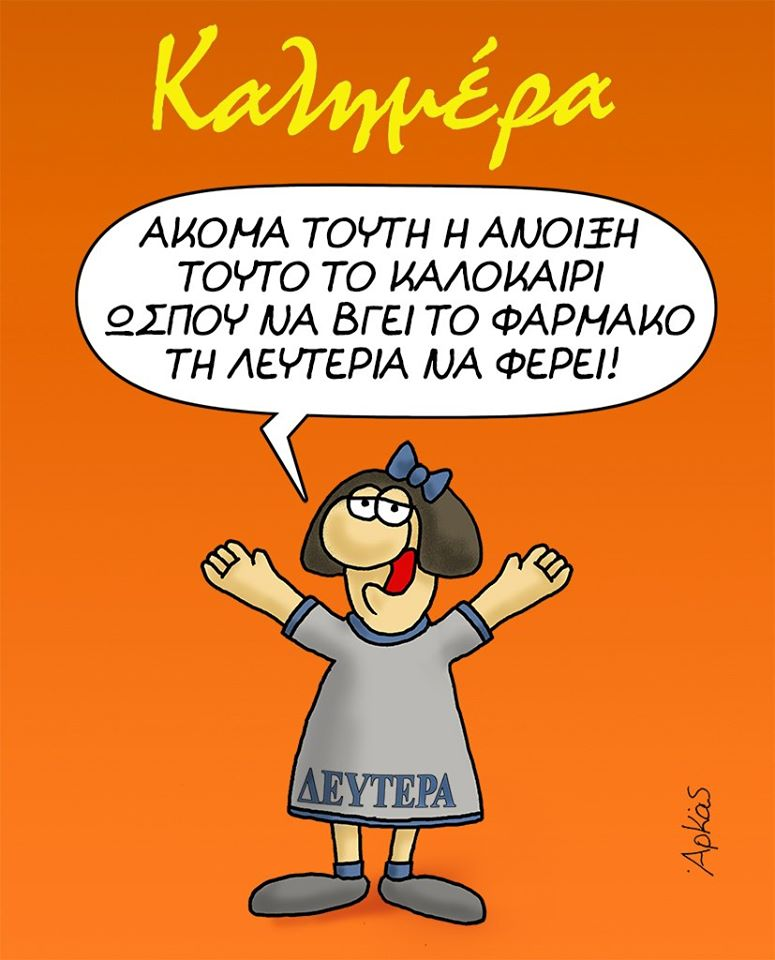 Καλημέρα
ΑΚΟΜΑ ΤΟΥΤΗ Η ΑΝΟΙΞΗ
ΤΟΥΤΟ ΤΟ ΚΑΛΟΚΑΙΡΙ
ΩΣΠΟΥ ΝΑ ΒΓΕΙ ΤΟ ΦΑΡΜΑΚΟ
ΤΗ ΛΕΥΤΕΡΙΑ ΝΑ ΦΕΡΕΙ!
ΔΕΥΤΕΡΑ
Αρκάς